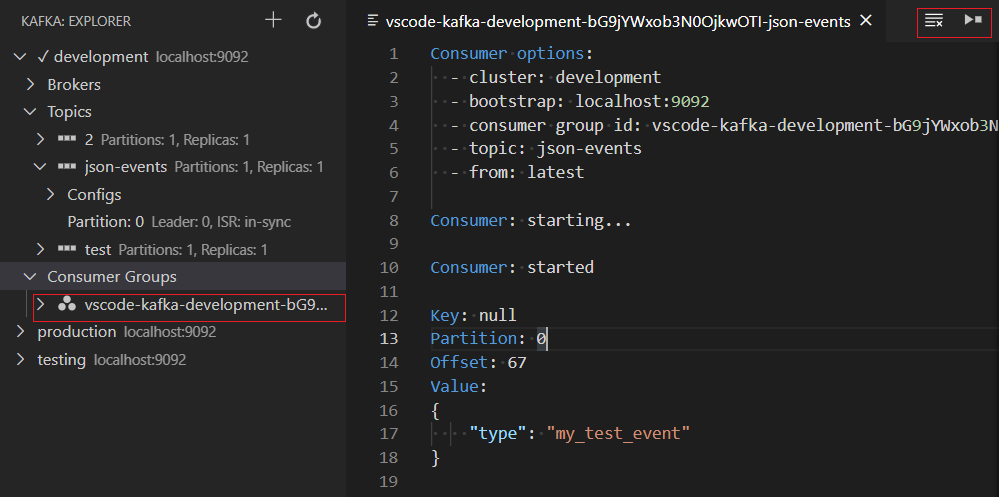 KAFKA: EXPLORER
development localhost:9092
Brokers
Topics
2 Partitions: 1, Replicas: 1
json-events Partitions: 1, Replicas: 1
Configs
Partition: 0 Leader: 0, ISR: in-sync
test Partitions: 1, Replicas: 1
Consumer Groups
vscode-kafka-development-bG9...
production localhost:9092
testing localhost:9092
vscode-kafka-development-bG9jYWxob3N0OjkwOTI-json-events
1 Consumer options:
2 - cluster: development
3 - bootstrap: localhost:9092
4 - consumer group id: vscode-kafka-development-bG9jYWxob3N
5 - topic: json-events
6 - from: latest
7
8 Consumer: starting...
9
10 Consumer: started
11
12 Key: null
13 Partition: 0
14 Offset: 67
15 Value:
16 {
17 "type": "my_test_event"
18 }
19